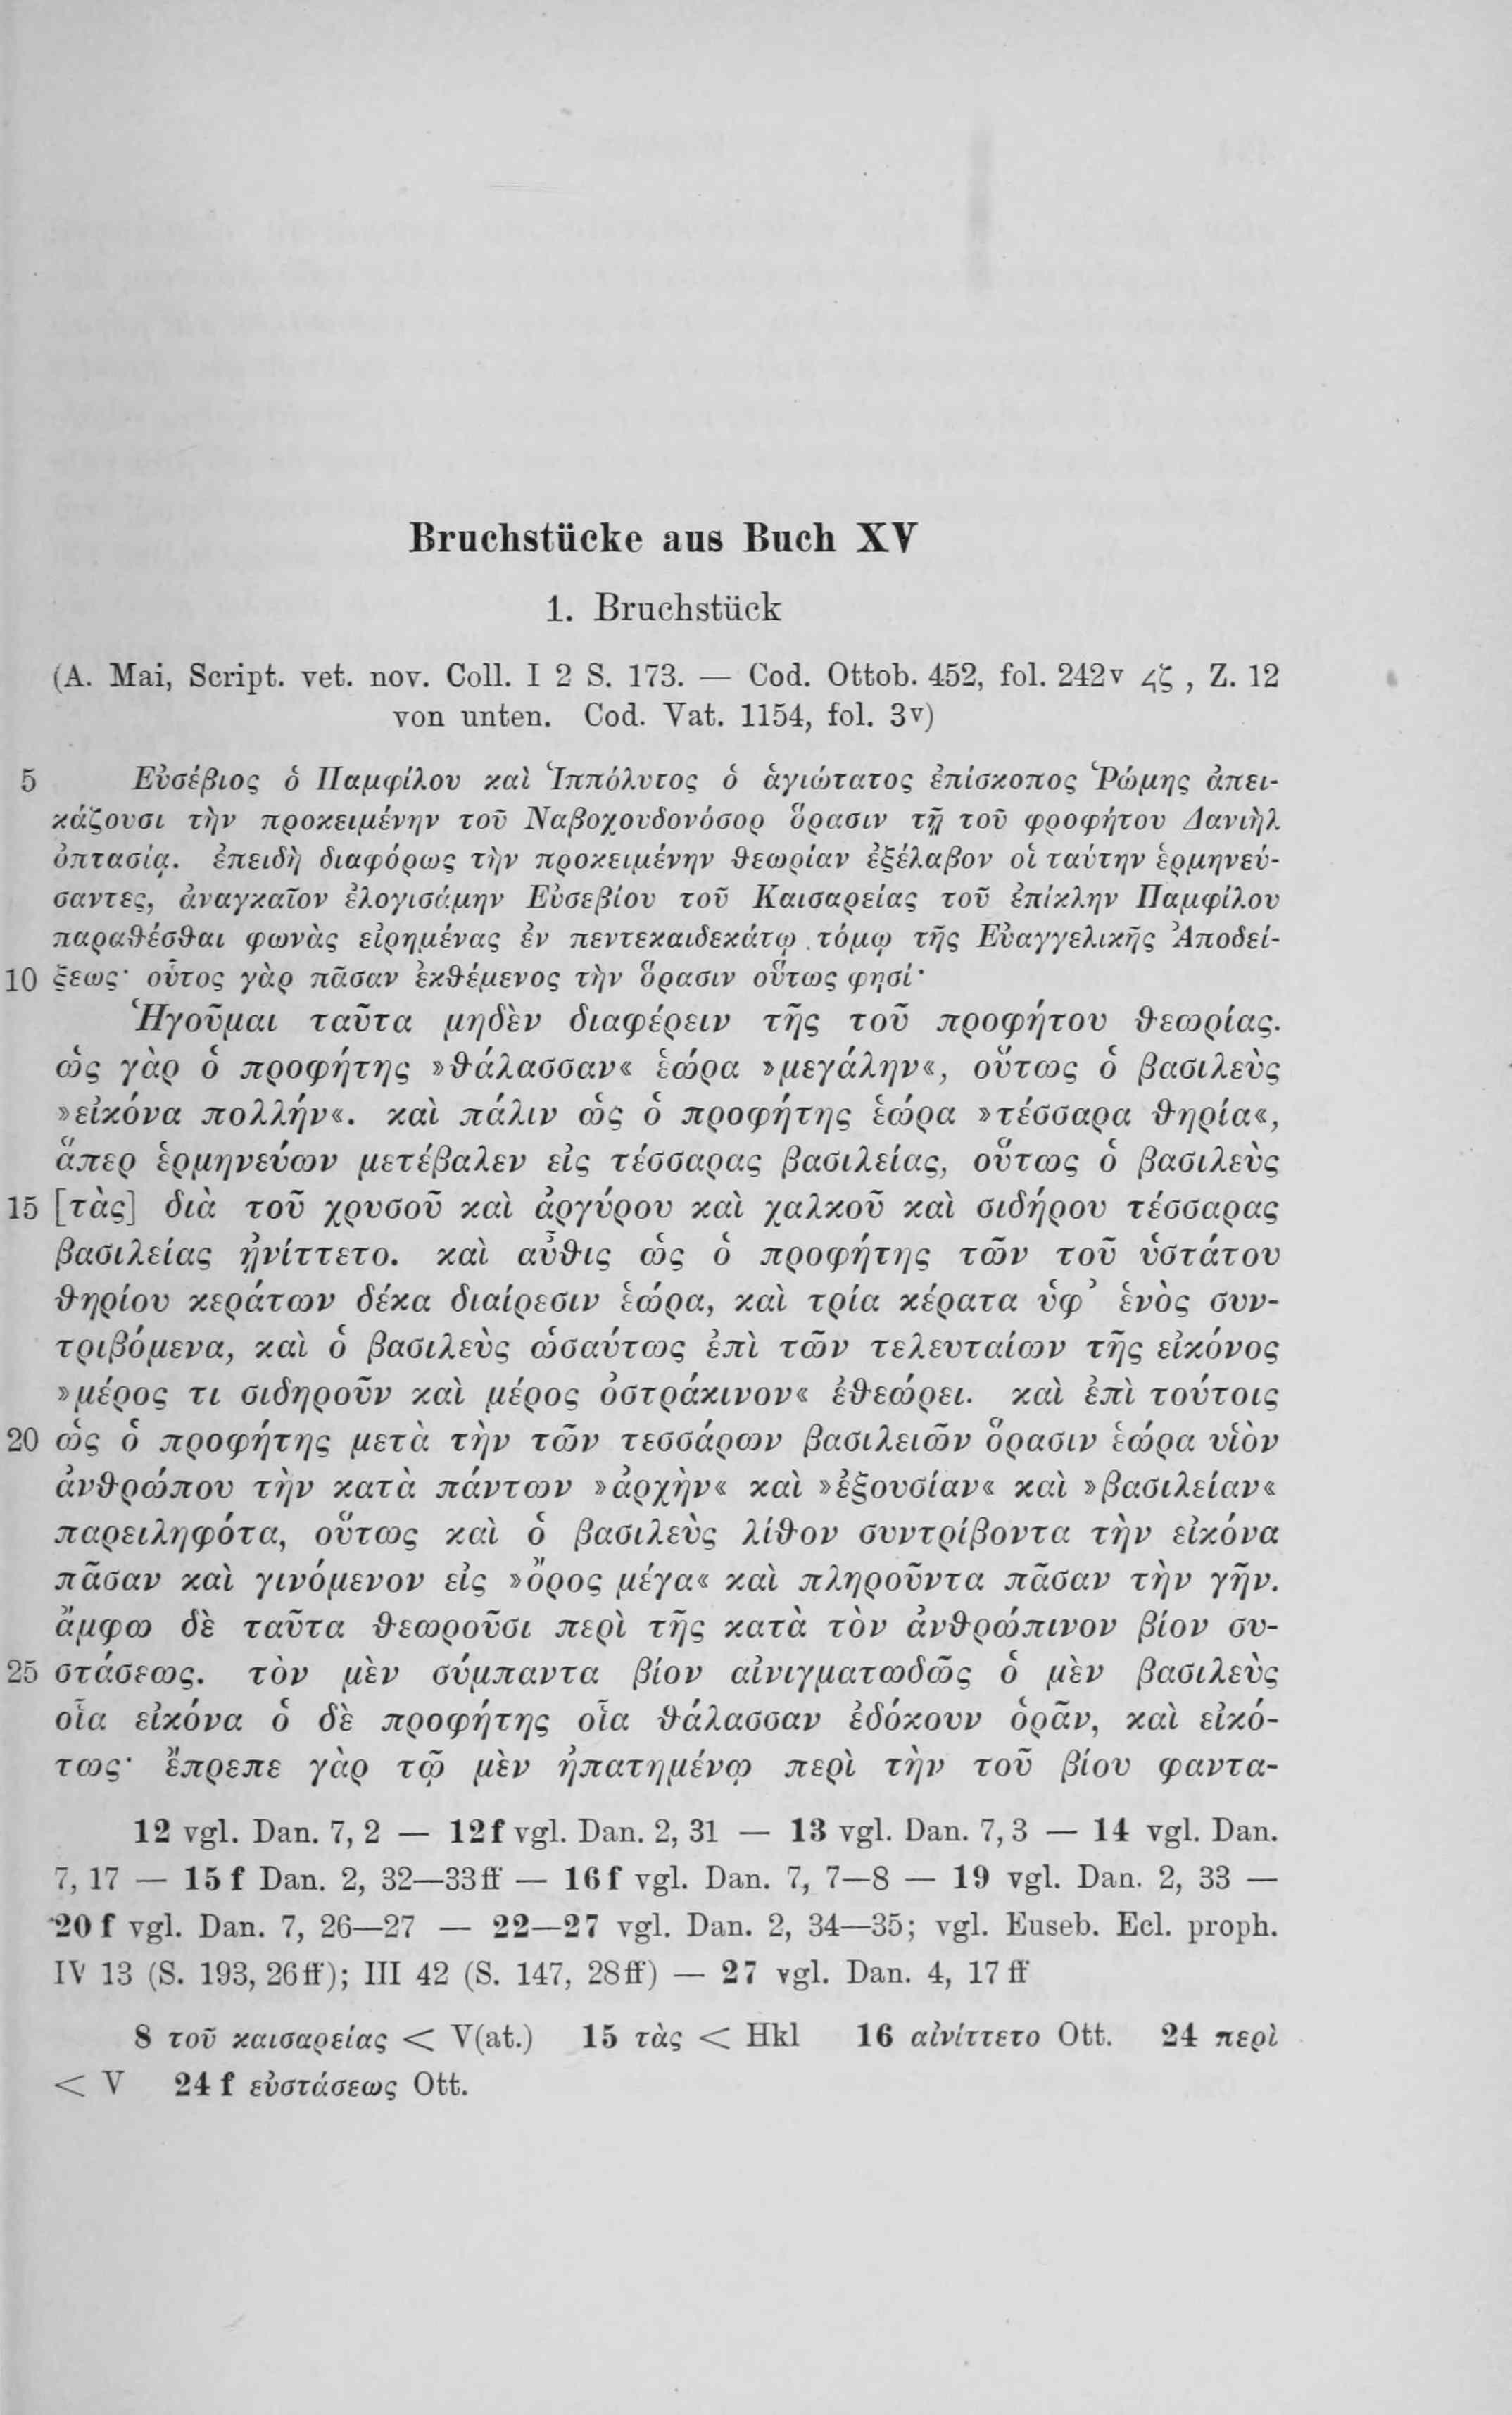 Bruchstücke aus Buch XV
1. Bruchstück
(A. Mai, Script. vet. nov. Coll. I 2 S. 173. — Cod. Ottob. 452, fol. 242v ϟζ, Z. 12
von unten. Cod. Vat. 1154, fol. 3v)
5 Εὐσέβιος ὁ Παμφίλου καὶ Ἱππόλυτος ὁ ἁγιώτατος ἐπίσκοπος Ῥώμης ἀπει-
κάζουσι τὴν προκειμένην τοῦ Ναβοχουδονόσορ ὅρασιν τῇ τοῦ φροφήτου Δανιὴλ
ὀπτασίᾳ. ἐπειδὴ διαφόρως τὴν προκειμένην θεωρίαν ἐξέλαβον οἱ ταύτην ἑρμηνεύ-
σαντες, ἀναγκαῖον ἐλογισάμην Εὐσεβίου τοῦ Καισαρείας τοῦ ἐπίκλην Παμφίλου
παραθέσθαι φωνὰς εἰρημένας ἐν πεντεκαιδεκάτῳ τόμῳ τῆς Εὐαγγελικῆς Ἀποδεί-
10 ξεως· οὗτος γὰρ πᾶσαν ἐκθέμενος τὴν ὅρασιν οὕτως φησί·
Ἡγοῦμαι ταῦτα μηδὲν διαφέρειν τῆς τοῦ προφήτου θεωρίας.
ὡς γὰρ ὁ προφήτης »θάλασσαν« ἑώρα »μεγάλην«, οὕτως ὁ βασιλεὺς
»εἰκόνα πολλήν«. καὶ πάλιν ὡς ὁ προφήτης ἑώρα »τέσσαρα θηρία«,
ἅπερ ἑρμηνεύων μετέβαλεν εἰς τέσσαρας βασιλείας, οὕτως ὁ βασιλεὺς
15 [τὰς] διὰ τοῦ χρυσοῦ καὶ ἀργύρου καὶ χαλκοῦ καὶ σιδήρου τέσσαρας
βασιλείας ᾐνίττετο. καὶ αὖθις ὡς ὁ προφήτης τῶν τοῦ ὑστάτου
θηρίου κεράτων δέκα διαίρεσιν ἑώρα, καὶ τρία κέρατα ὑφ᾽ ἑνὸς συν-
τριβόμενα, καὶ ὁ βασιλεὺς ὡσαύτως ἐπὶ τῶν τελευταίων τῆς εἰκόνος
»μέρος τι σιδηροῦν καὶ μέρος ὀστράκινον« ἐθεώρει. καὶ ἐπὶ τούτοις
20 ὡς ὁ προφήτης μετὰ τὴν τῶν τεσσάρων βασιλειῶν ὅρασιν ἑώρα υἱὸν
ἀνθρώπου τὴν κατὰ πάντων »ἀρχὴν« καὶ »ἐξουσίαν« καὶ »βασιλείαν«
παρειληφότα, οὕτως καὶ ὁ βασιλεὺς λίθον συντρίβοντα τὴν εἰκόνα
πᾶσαν καὶ γινόμενον εἰς »ὄρος μέγα« καὶ πληροῦντα πᾶσαν τὴν γῆν.
ἄμφω δὲ ταῦτα θεωροῦσι περὶ τῆς κατὰ τὸν ἀνθρώπινον βίον συ-
25 στάσεως. τὸν μὲν σύμπαντα βίον αἰνιγματωδῶς ὁ μὲν βασιλεὺς
οἷα εἰκόνα ὁ δὲ προφήτης οἷα θάλασσαν ἐδόκουν ὁρᾶν, καὶ εἰκό-
τως· ἔπρεπε γὰρ τῷ μὲν ἠπατημένῳ περὶ τὴν τοῦ βίου φαντα-
12 vgl. Dan. 7, 2 — 12f vgl. Dan. 2, 31 — 13 vgl. Dan. 7, 3 — 14 vgl. Dan.
7, 17 — 15 f Dan. 2, 32—33ff — 16 f vgl. Dan. 7, 7—8 — 19 vgl. Dan. 2, 33 —
20 f vgl. Dan. 7, 26—27 — 22—27 vgl. Dan. 2, 34—35; vgl. Euseb. Ecl. proph.
IV 13 (S. 193, 26ff); III 42 (S. 147, 28ff) — 27 vgl. Dan. 4, 17 ff
8 τοῦ καισαρείας < V(at.) 15 τὰς < Hkl 16 αἰνίττετο Ott. 24 περὶ
< V 24 f εὐστάσεως Ott.